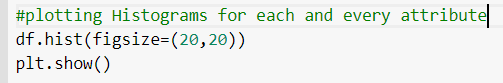 #plotting Histograms for each and every attribute
df.hist(figsize=(20,20))
plt.show()